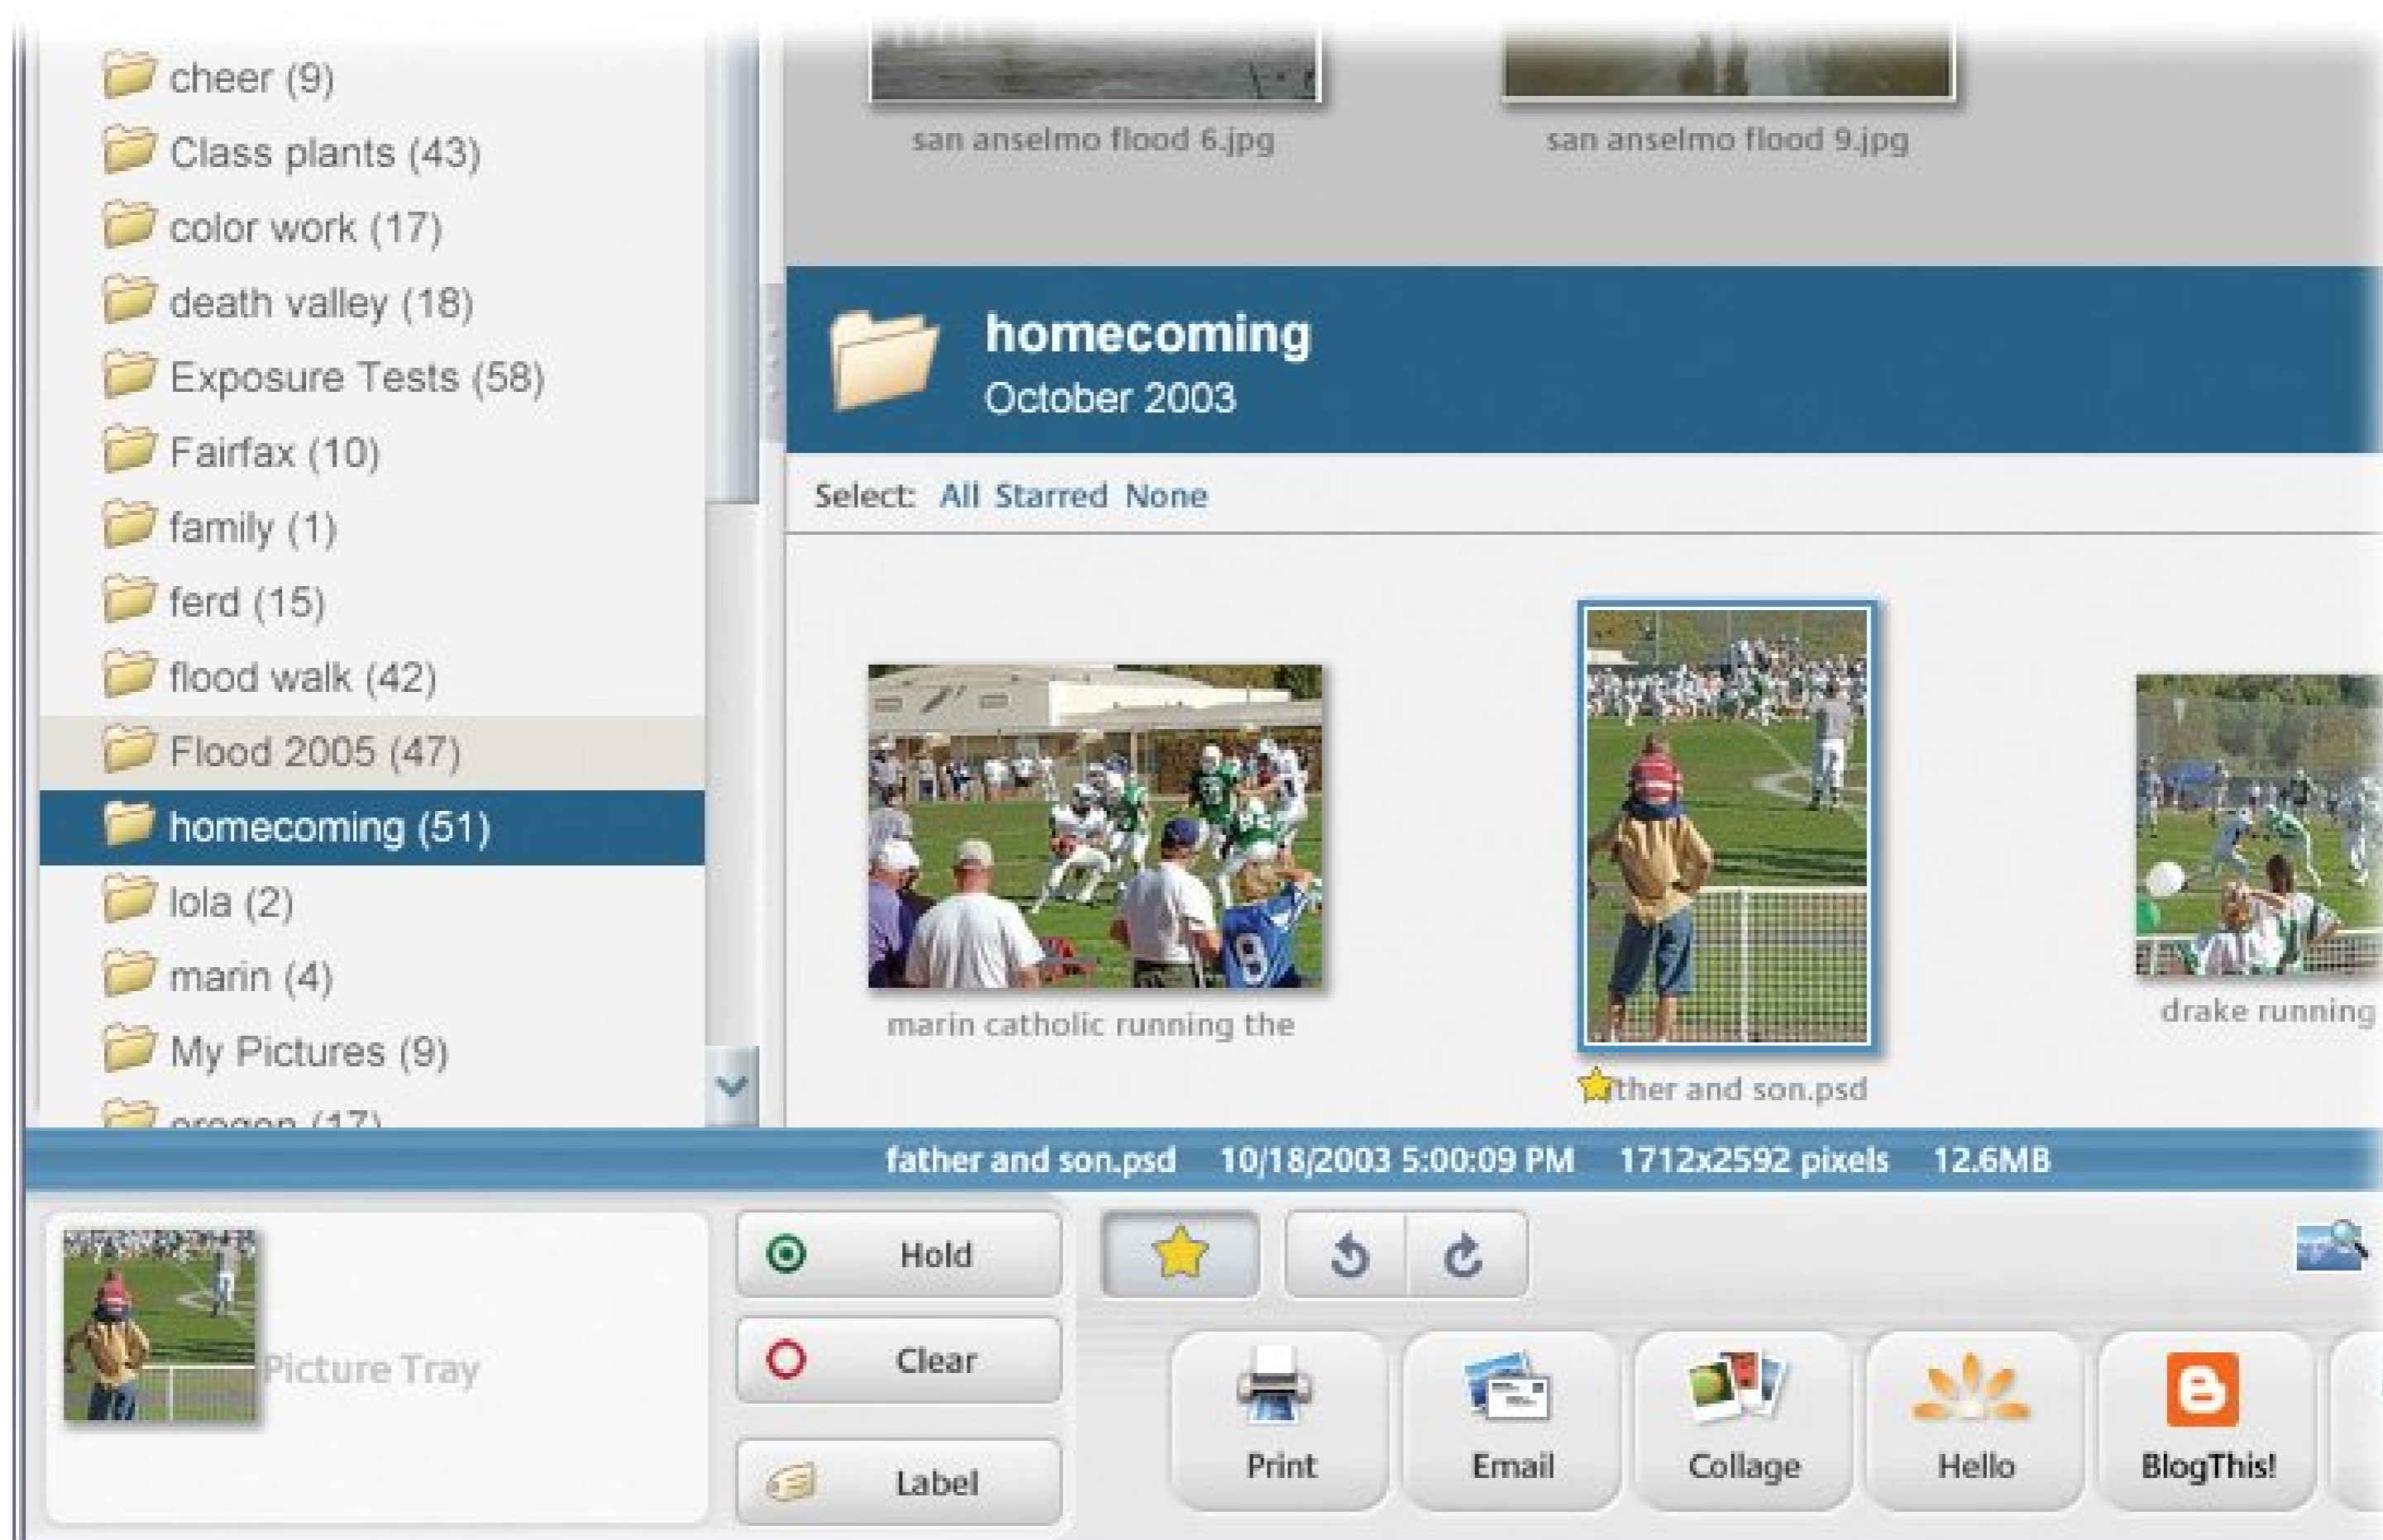 cheer (9)
Class plants (43)
color work (17)
death valley (18)
Exposure Tests (58)
Fairfax (10)
family (1)
ferd (15)
flood walk (42)
Flood 2005 (47)
homecoming (51)
lola (2)
marin (4)
My Pictures (9)
oregon (17)
san anselmo flood 6.jpg
san anselmo flood 9.jpg
homecoming
October 2003
Select: All Starred None
marin catholic running the
ther and son.psd
drake running
father and son.psd 10/18/2003 5:00:09 PM 1712x2592 pixels 12.6MB
Picture Tray
Hold
Clear
Label
Print
Email
Collage
Hello
BlogThis!